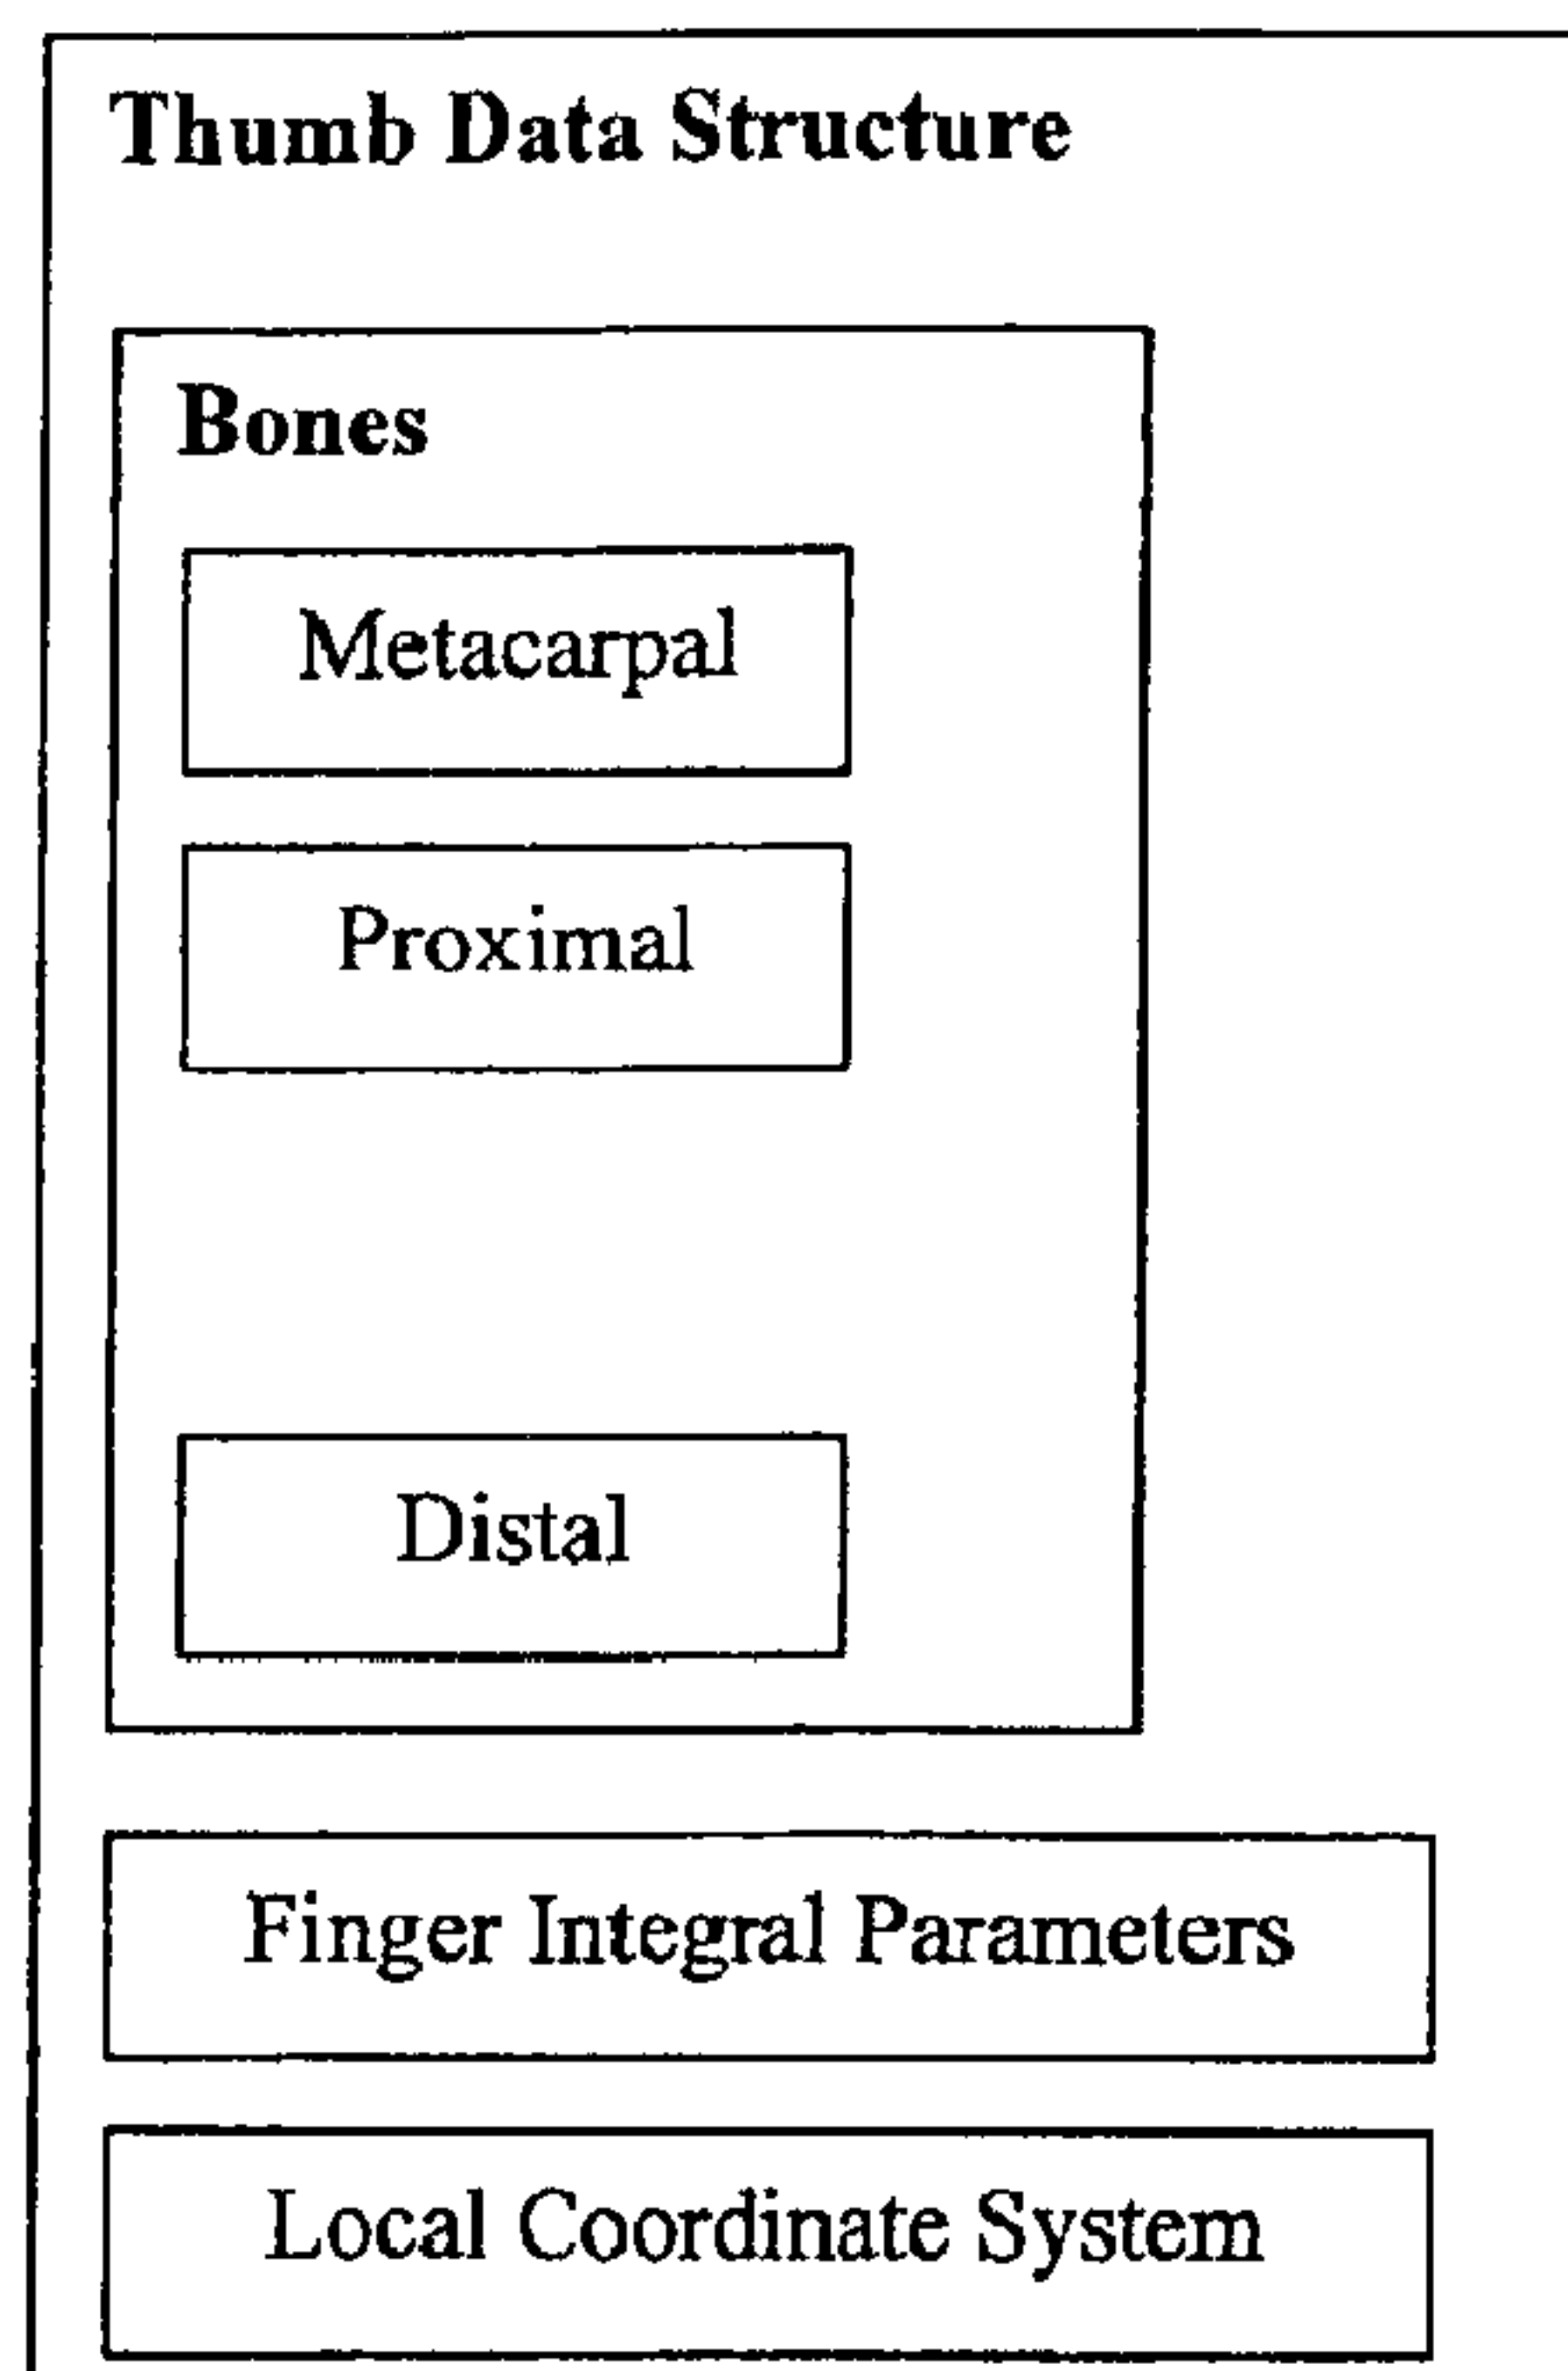 Thumb Data Structure
Bones
Metacarpal
Proximal
Distal
Finger Integral Parameters
Local Coordinate System